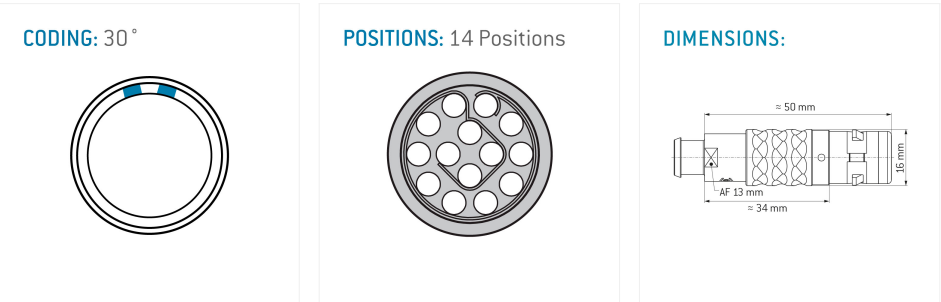 CODING: 30°
POSITIONS: 14 Positions
DIMENSIONS:
≈ 50 mm
16 mm
AF 13 mm
≈ 34 mm